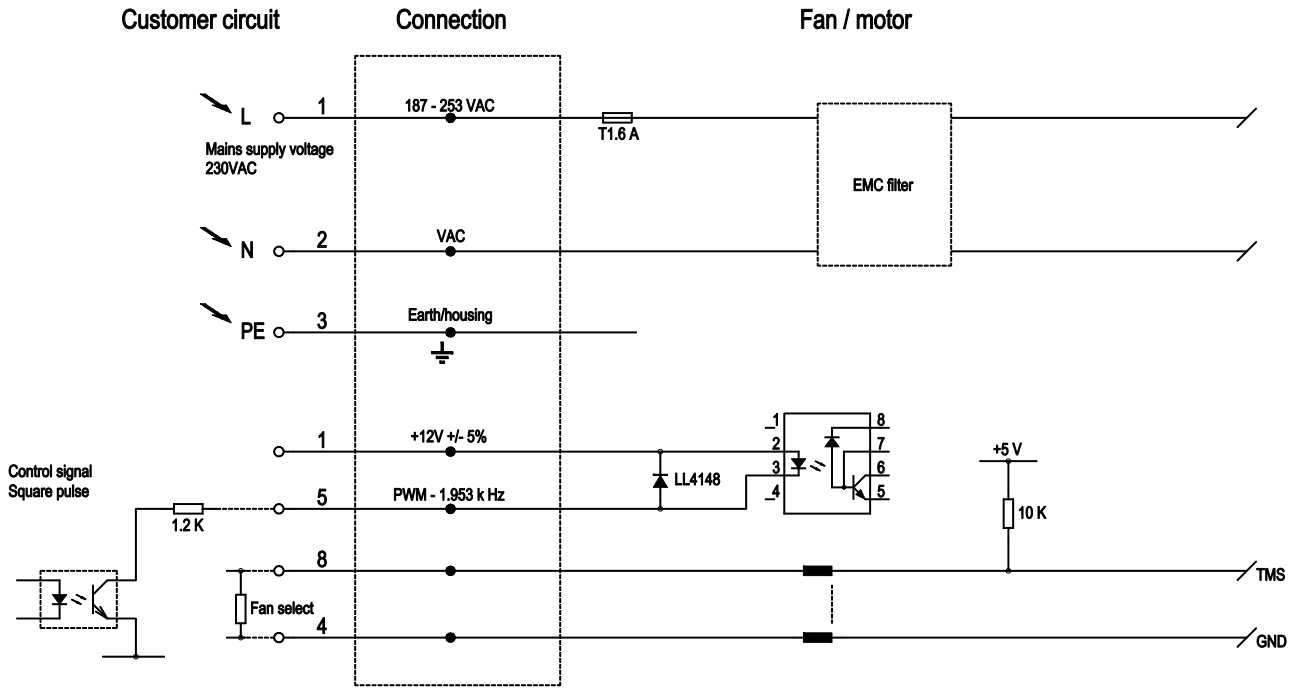 Customer circuit
Connection
Fan / motor
L
1
187 - 253 VAC
T1.6 A
Mains supply voltage
230VAC
EMC filter
N
2
VAC
PE
3
Earth/housing
1
+12V +/- 5%
1
2
3
4
8
7
6
5
+5 V
Control signal
Square pulse
LL4148
5
PWM - 1.953 k Hz
1.2 K
10 K
8
TMS
Fan select
4
GND